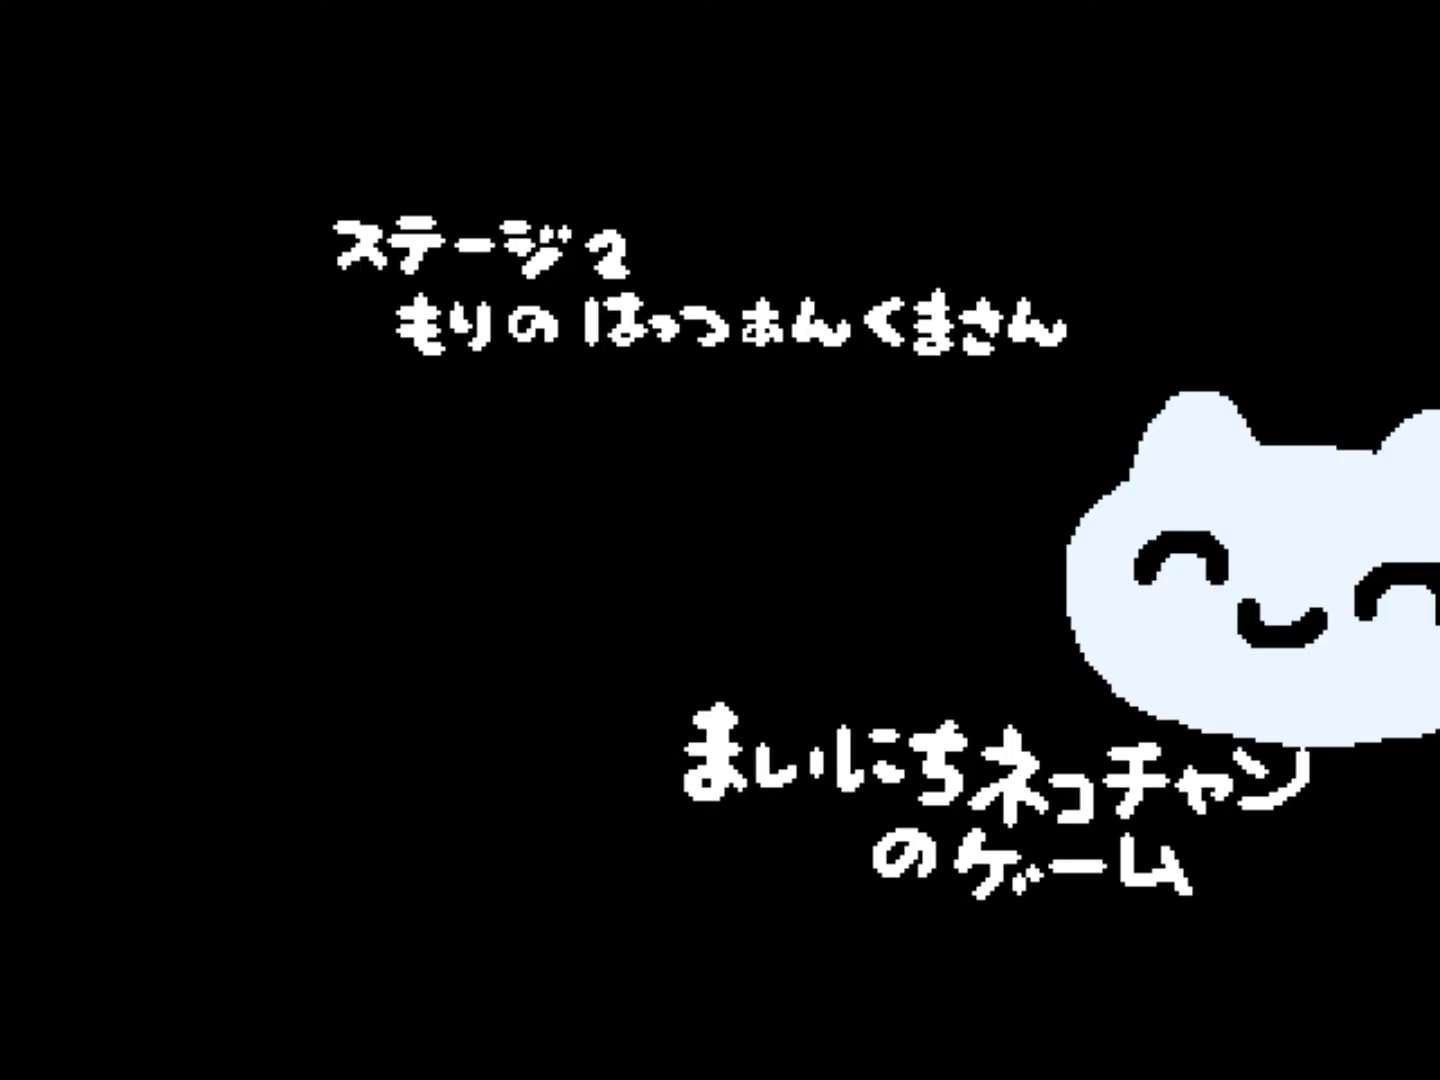 ステージ2
もりの はっつぁんくまさん
まいにちネコチャン
のゲーム